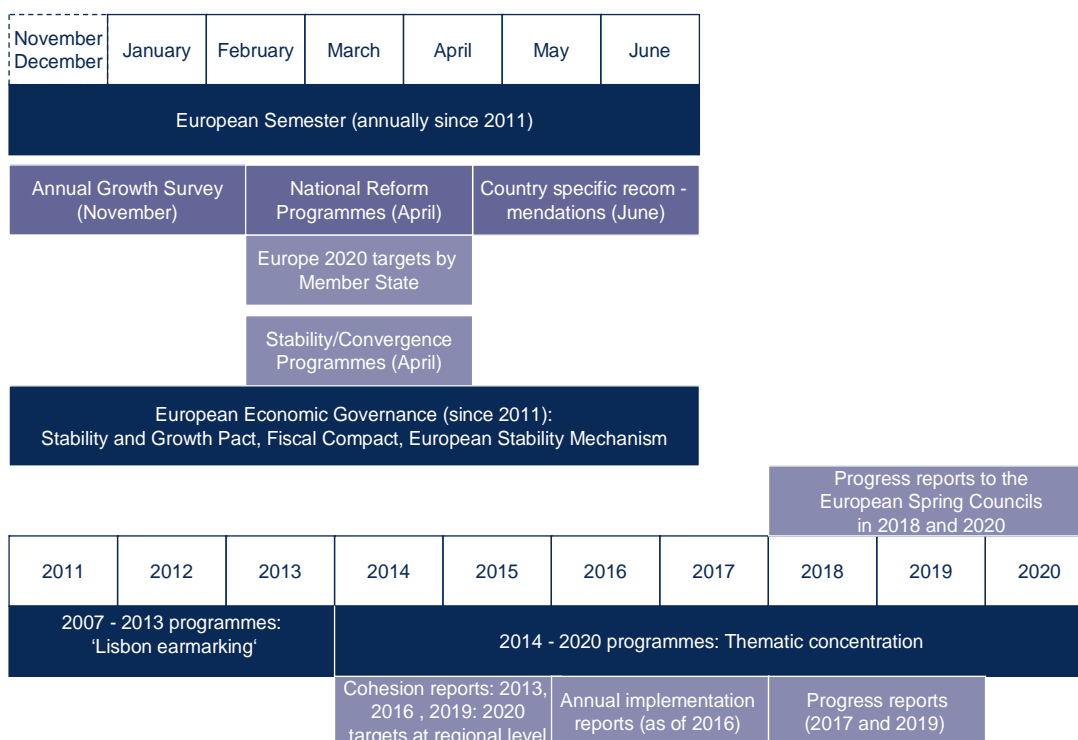 November
December
January
February
March
April
May
June
European Semester (annually since 2011)
Annual Growth Survey
(November)
National Reform
Programmes (April)
Country specific recom -
mendations (June)
Europe 2020 targets by
Member State
Stability/Convergence
Programmes (April)
European Economic Governance (since 2011):
Stability and Growth Pact, Fiscal Compact, European Stability Mechanism
Progress reports to the
European Spring Councils
in 2018 and 2020
2011
2012
2013
2014
2015
2016
2017
2018
2019
2020
2007 - 2013 programmes:
‘Lisbon earmarking‘
2014 - 2020 programmes: Thematic concentration
Cohesion reports: 2013,
2016 , 2019: 2020
targets at regional level
Annual implementation
reports (as of 2016)
Progress reports
(2017 and 2019)